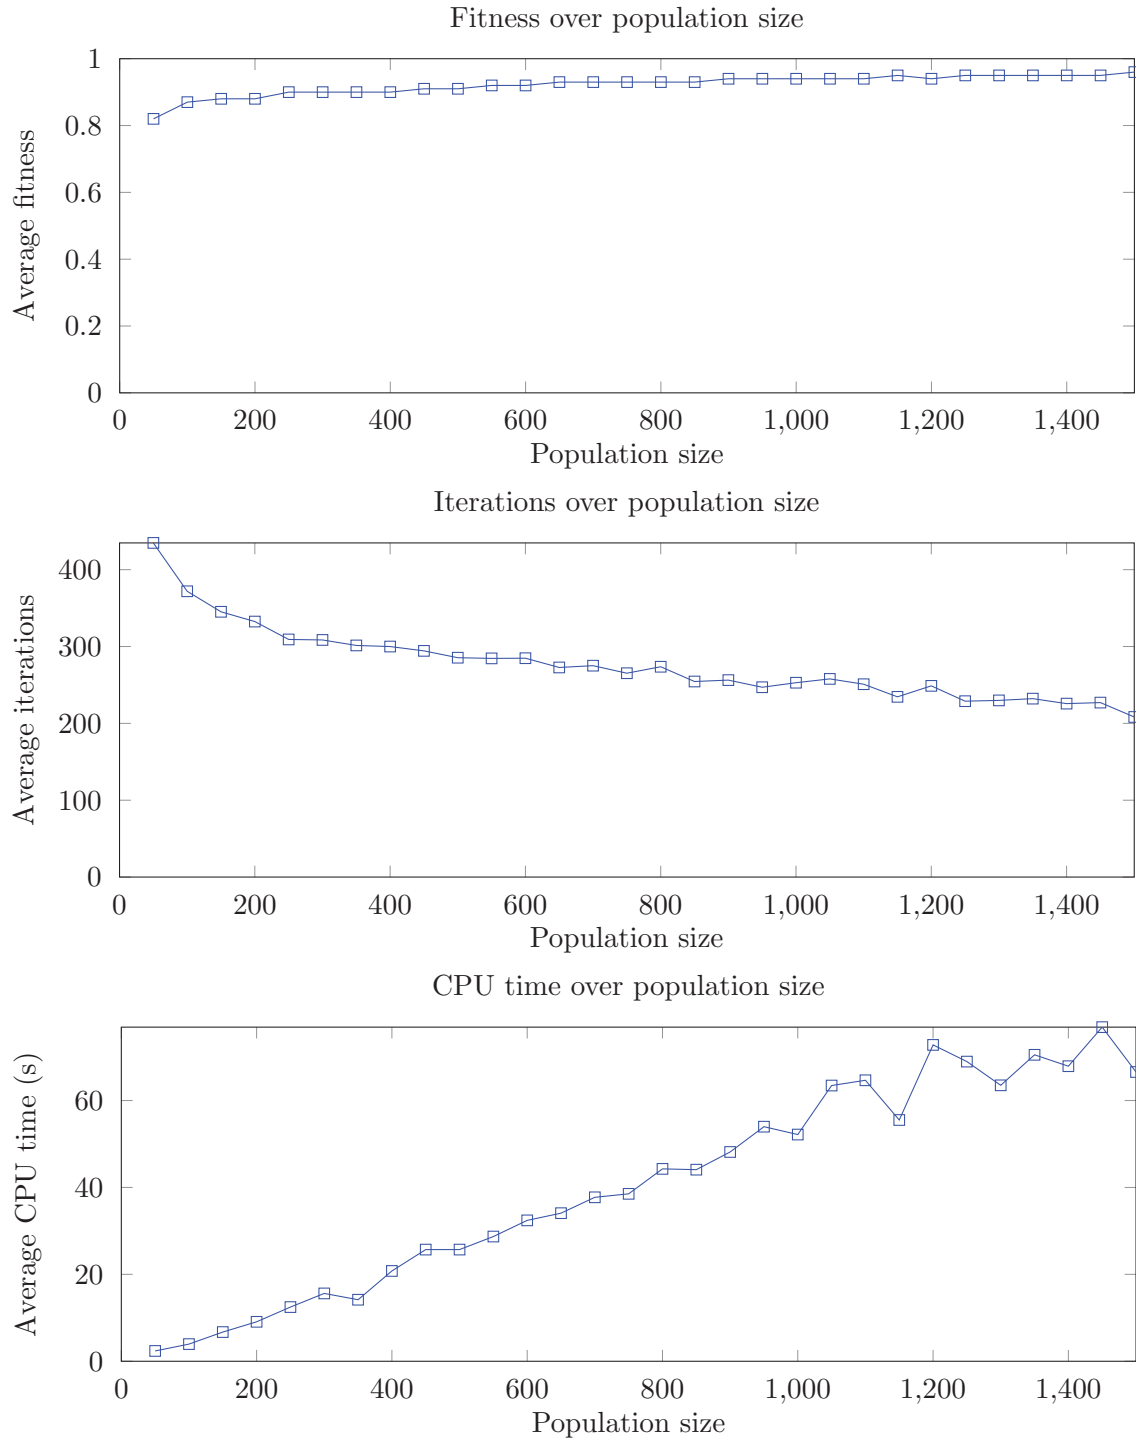 Fitness over population size
1
0.8
0.6
0.4
0.2
0
Average fitness
0 200 400 600 800 1,000 1,200 1,400
Population size
Iterations over population size
400
300
200
100
0
Average iterations
0 200 400 600 800 1,000 1,200 1,400
Population size
CPU time over population size
60
40
20
0
Average CPU time (s)
0 200 400 600 800 1,000 1,200 1,400
Population size